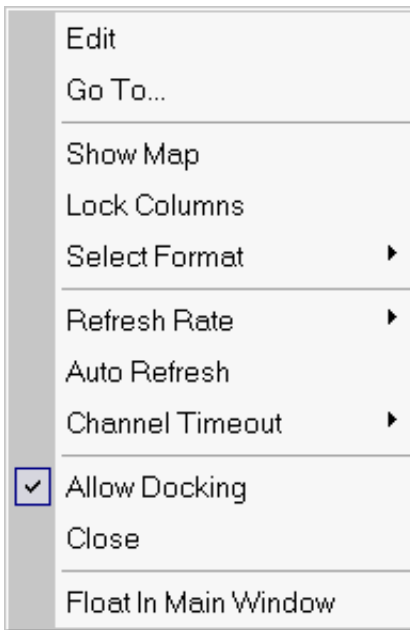 Edit
Go To...
Show Map
Lock Columns
Select Format
Refresh Rate
Auto Refresh
Channel Timeout
Allow Docking
Close
Float In Main Window